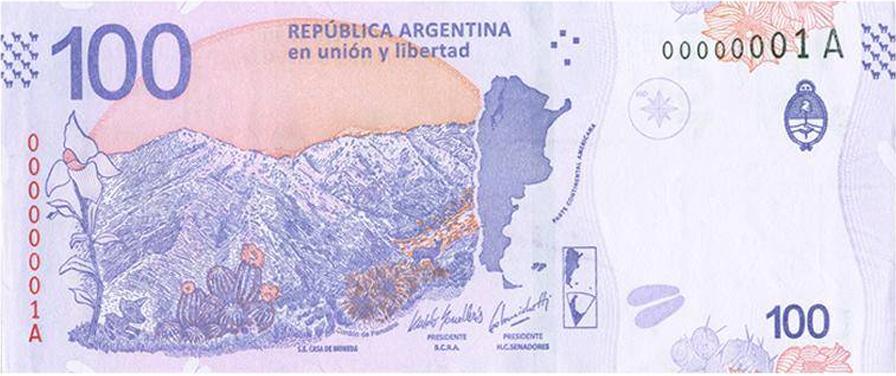 100
REPÚBLICA ARGENTINA
en unión y libertad
00000001 A
00000001A
PARTE CONTINENTAL AMERICANA
Cordón de Famatina
S.E. CASA DE MONEDA
PRESIDENTE
B.C.R.A.
PRESIDENTE
H.C.SENADORES
100